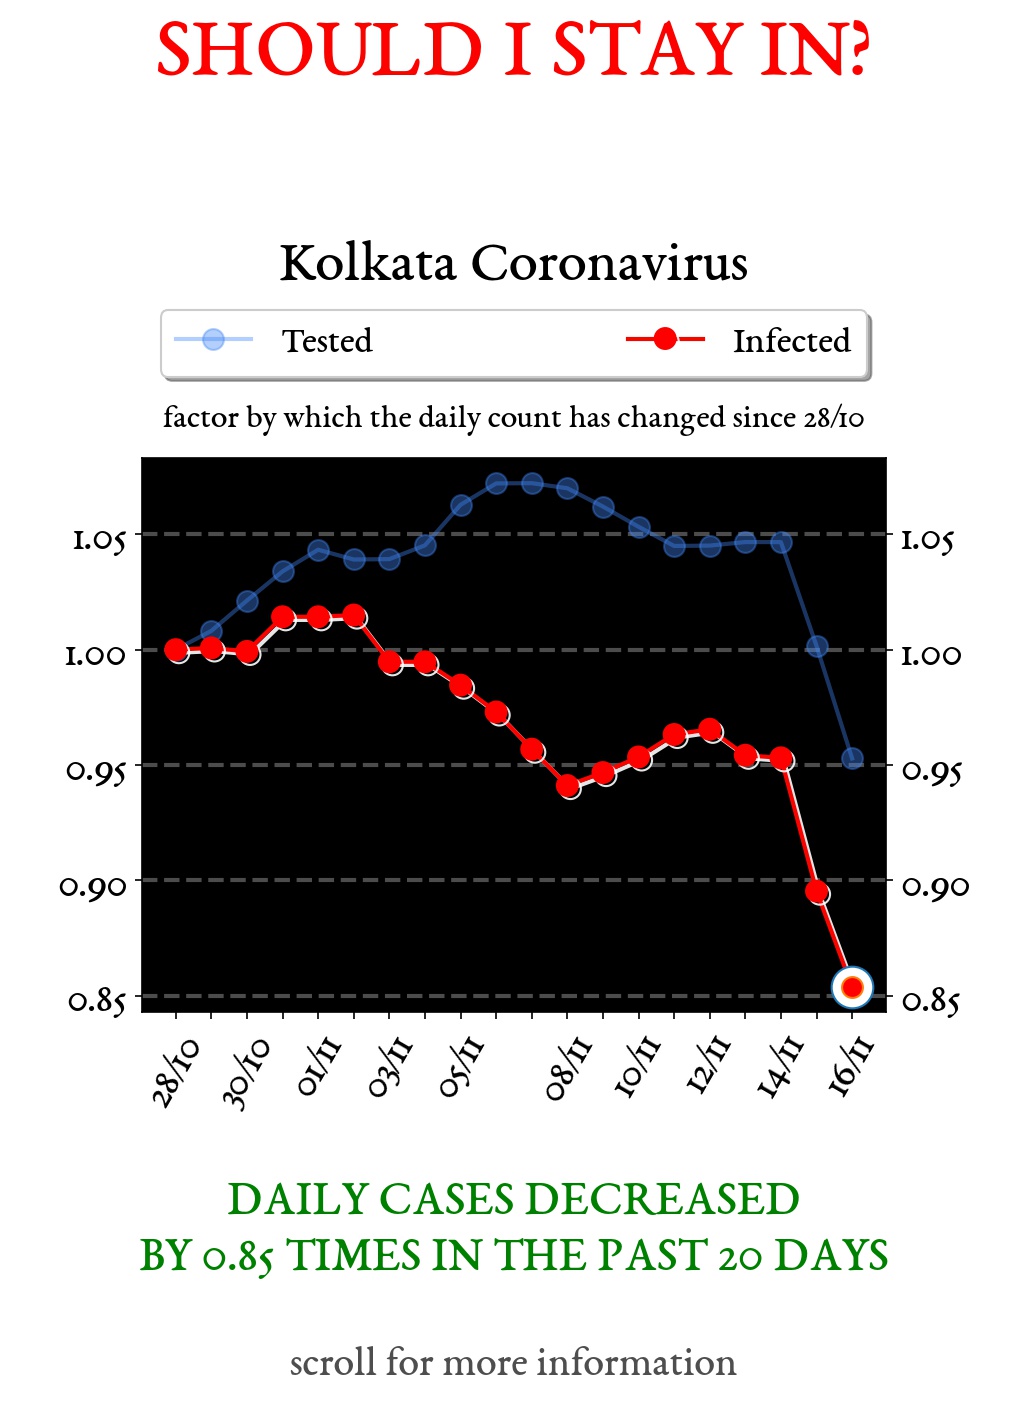 SHOULD I STAY IN?
Kolkata Coronavirus
Tested Infected
factor by which the daily count has changed since 28/10
1.05 1.05
1.00 1.00
0.95 0.95
0.90 0.90
0.85 0.85
28/10 30/10 01/11 03/11 05/11 08/11 10/11 12/11 14/11 16/11
DAILY CASES DECREASED
BY 0.85 TIMES IN THE PAST 20 DAYS
scroll for more information